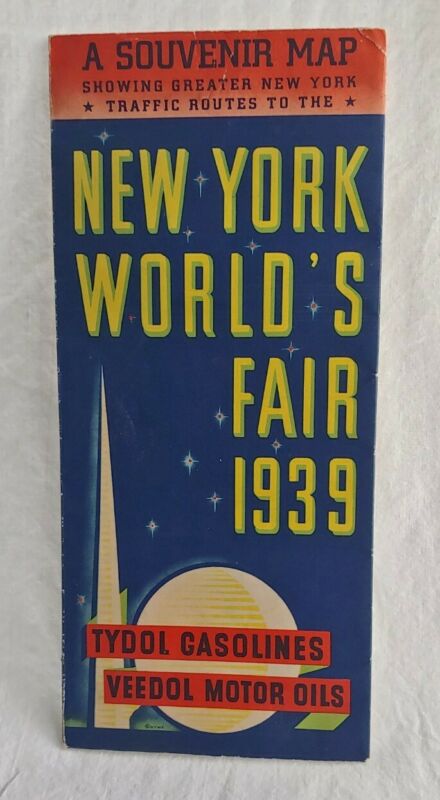 A SOUVENIR MAP
SHOWING GREATER NEW YORK
★ TRAFFIC ROUTES TO THE ★
NEW YORK
WORLD'S
FAIR
1939
TYDOL GASOLINES
VEEDOL MOTOR OILS